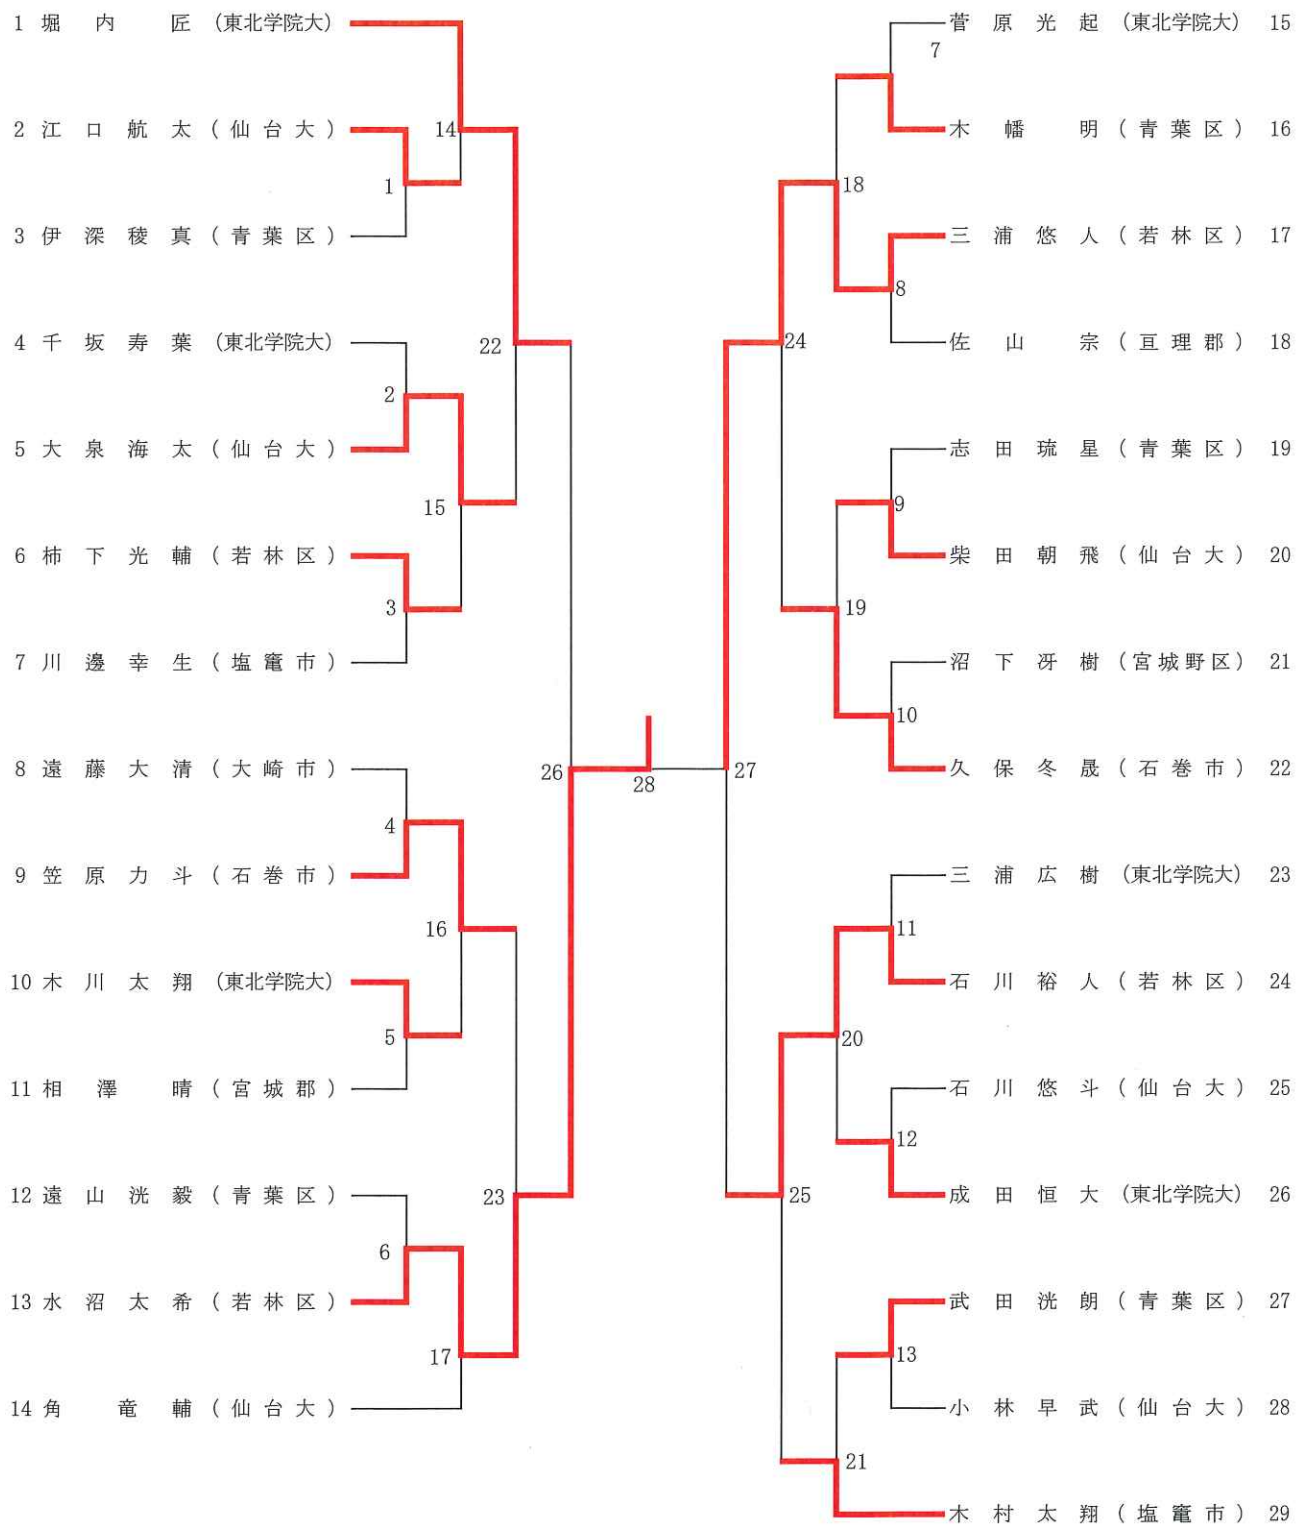 1 堀内匠 (東北学院大)
2 江口航太 (仙台大)
3 伊深稜真 (青葉区)
4 千坂寿葉 (東北学院大)
5 大泉海太 (仙台大)
6 柿下光輔 (若林区)
7 川邊幸生 (塩竈市)
8 遠藤大清 (大崎市)
9 笠原力斗 (石巻市)
10 木川太翔 (東北学院大)
11 相澤晴 (宮城郡)
12 遠山洸毅 (青葉区)
13 水沼太希 (若林区)
14 角竜輔 (仙台大)
1
2
3
4
5
6
14
15
16
17
22
23
26
28
27
24
25
18
19
20
21
7
8
9
10
11
12
13
菅原光起 (東北学院大) 15
木幡明 (青葉区) 16
三浦悠人 (若林区) 17
佐山宗 (亘理郡) 18
志田琉星 (青葉区) 19
柴田朝飛 (仙台大) 20
沼下冴樹 (宮城野区) 21
久保冬晟 (石巻市) 22
三浦広樹 (東北学院大) 23
石川裕人 (若林区) 24
石川悠斗 (仙台大) 25
成田恒大 (東北学院大) 26
武田洸朗 (青葉区) 27
小林早武 (仙台大) 28
木村太翔 (塩竈市) 29